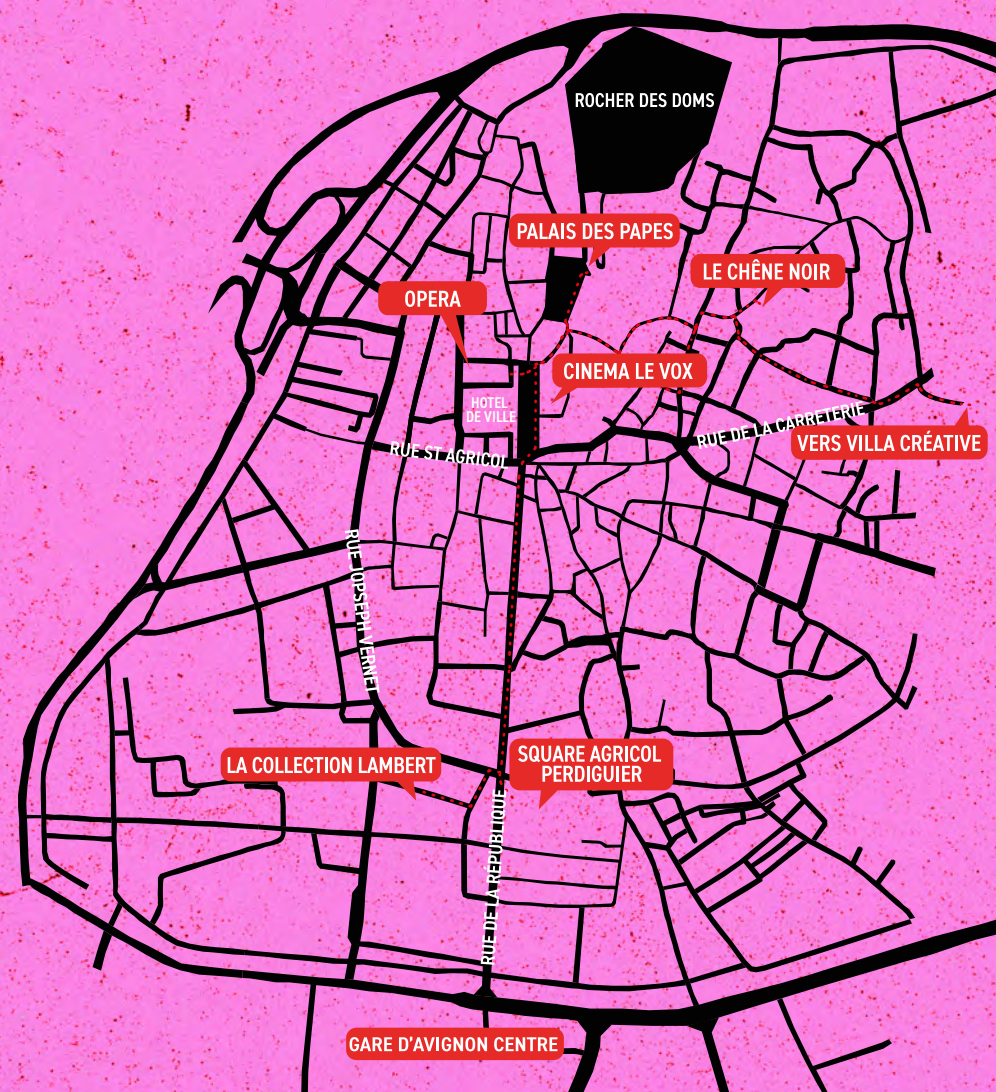 ROCHER DES DOMS
PALAIS DES PAPES
LE CHÊNE NOIR
OPERA
CINEMA LE VOX
HOTEL
DE VILLE
RUE DE LA CARRETERIE
VERS VILLA CRÉATIVE
RUE ST AGRICOL
RUE JOPSEPH VERNET
LA COLLECTION LAMBERT
SQUARE AGRICOL
PERDIGUIER
RUE DE LA RÉPUBLIQUE
GARE D'AVIGNON CENTRE